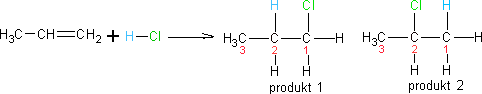 H Cl Cl H
H₃C—CH=CH₂ + H—Cl → H₃C—C—C—H H₃C—C—C—H
3 2 1 3 2 1
H H H H
produkt 1 produkt 2